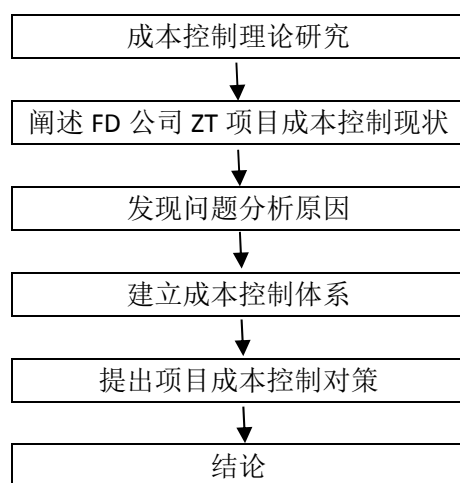 成本控制理论研究
阐述 FD 公司 ZT 项目成本控制现状
发现问题分析原因
建立成本控制体系
提出项目成本控制对策
结论